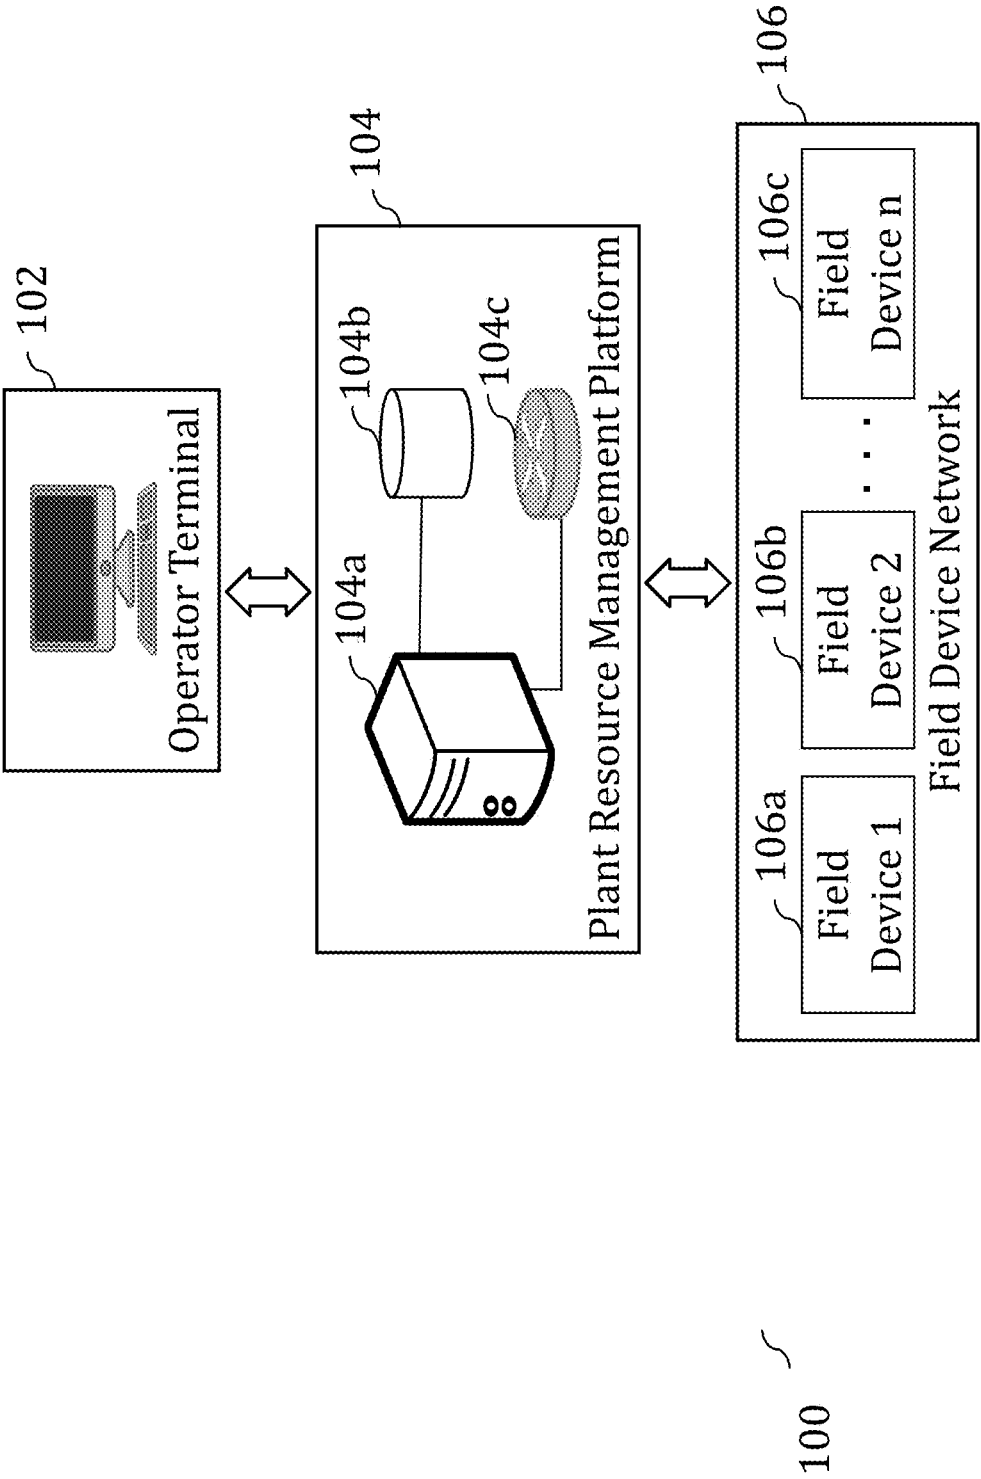 102
Operator Terminal
104
104a
104b
104c
Plant Resource Management Platform
106
106a
106b
106c
Field
Device 1
Field
Device 2
. . . .
Field
Device n
Field Device Network
100